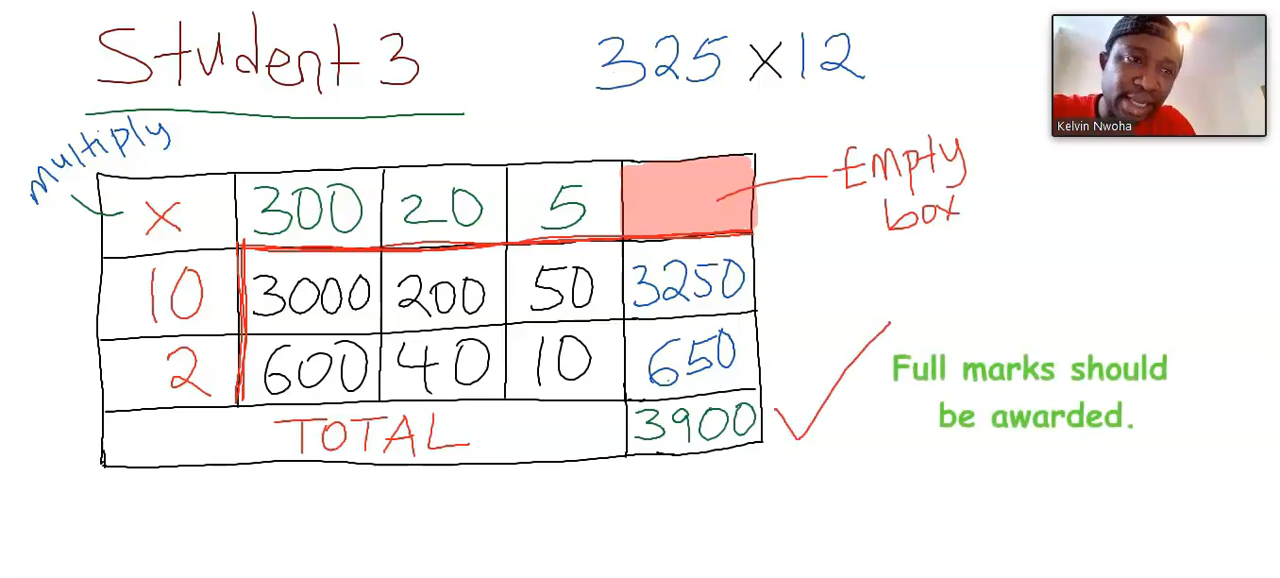 Student 3
325 × 12
Kelvin Nwoha
multiply
Empty
box
× 300 20 5
10 3000 200 50 3250
2 600 40 10 650
TOTAL 3900
Full marks should
be awarded.